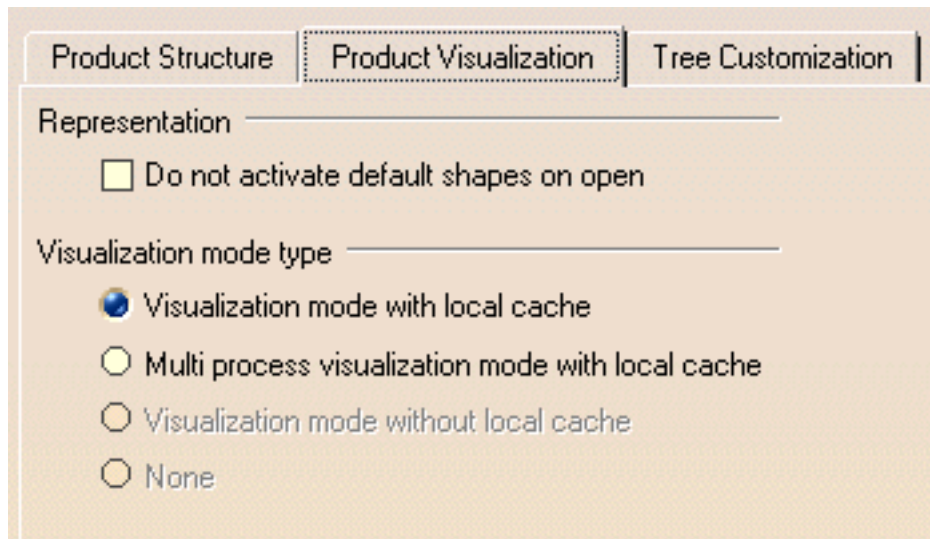 Product Structure Product Visualization Tree Customization
Representation
Do not activate default shapes on open
Visualization mode type
Visualization mode with local cache
Multi process visualization mode with local cache
Visualization mode without local cache
None